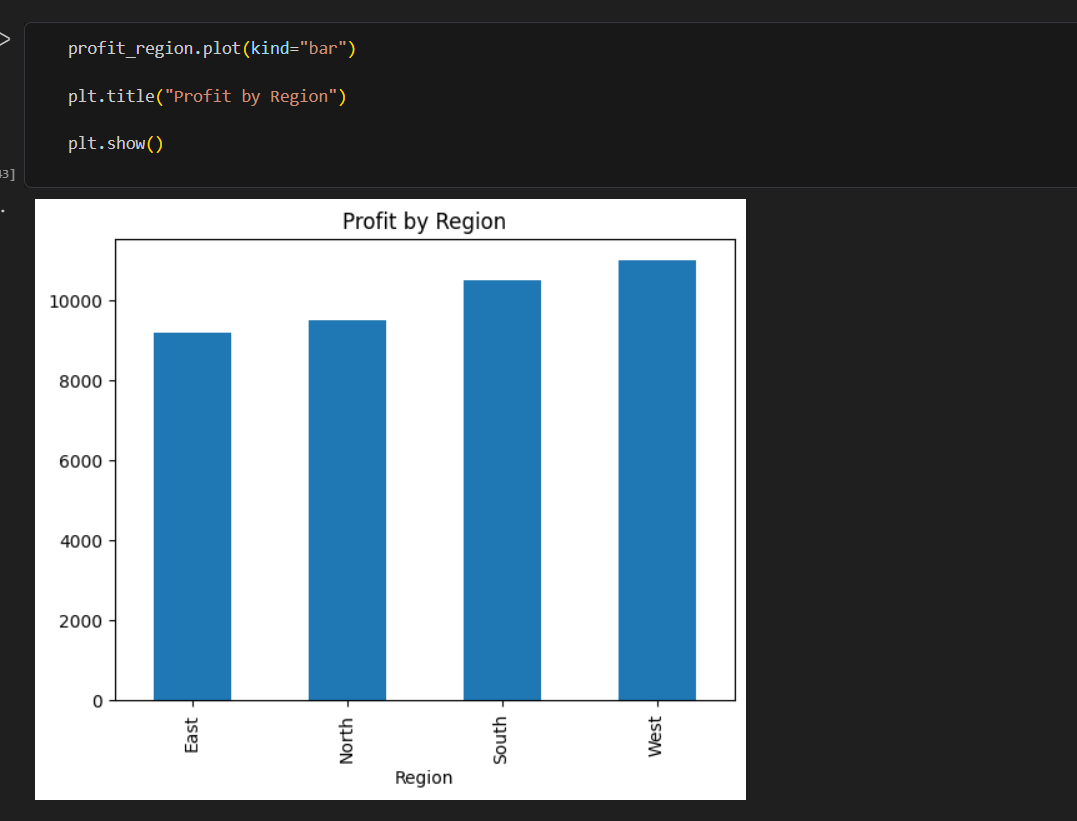 profit_region.plot(kind="bar")
plt.title("Profit by Region")
plt.show()
3]
Profit by Region
10000
8000
6000
4000
2000
0
East North South West
Region